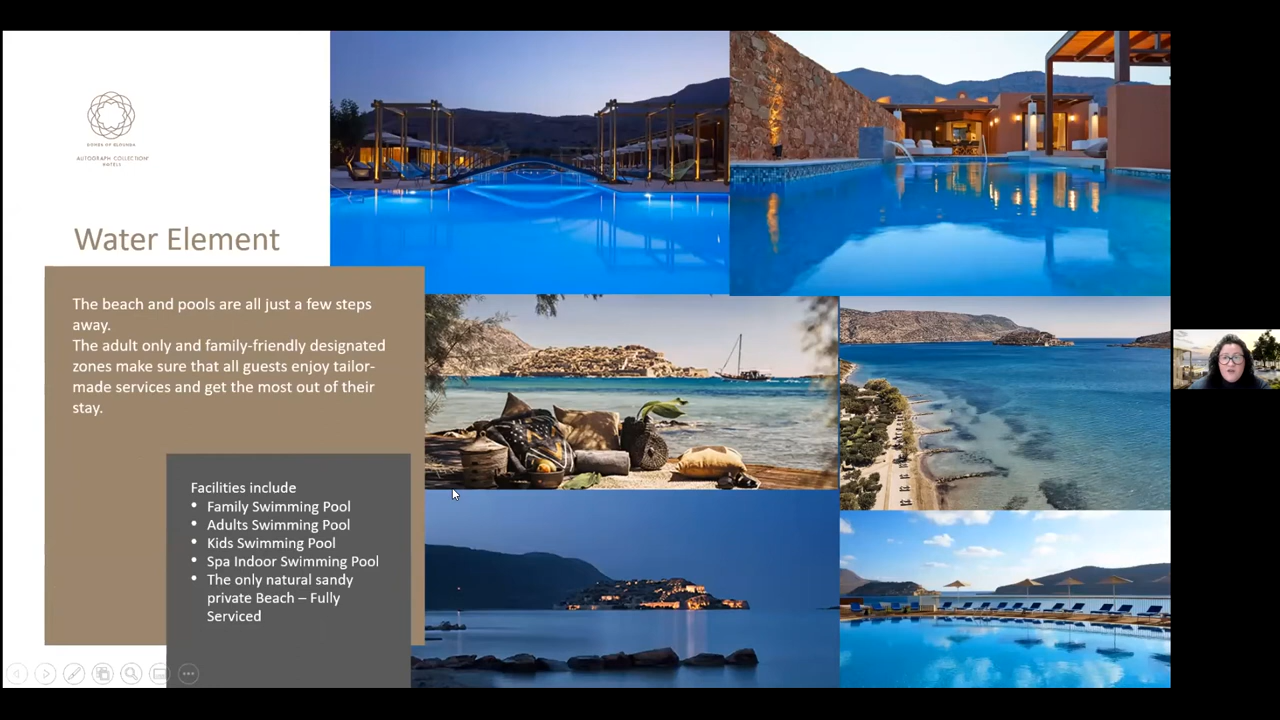 DOMES OF ELOUNDA
AUTOGRAPH COLLECTION®
HOTELS
Water Element
The beach and pools are all just a few steps
away.
The adult only and family-friendly designated
zones make sure that all guests enjoy tailor-
made services and get the most out of their
stay.
Facilities include
• Family Swimming Pool
• Adults Swimming Pool
• Kids Swimming Pool
• Spa Indoor Swimming Pool
• The only natural sandy
private Beach – Fully
Serviced